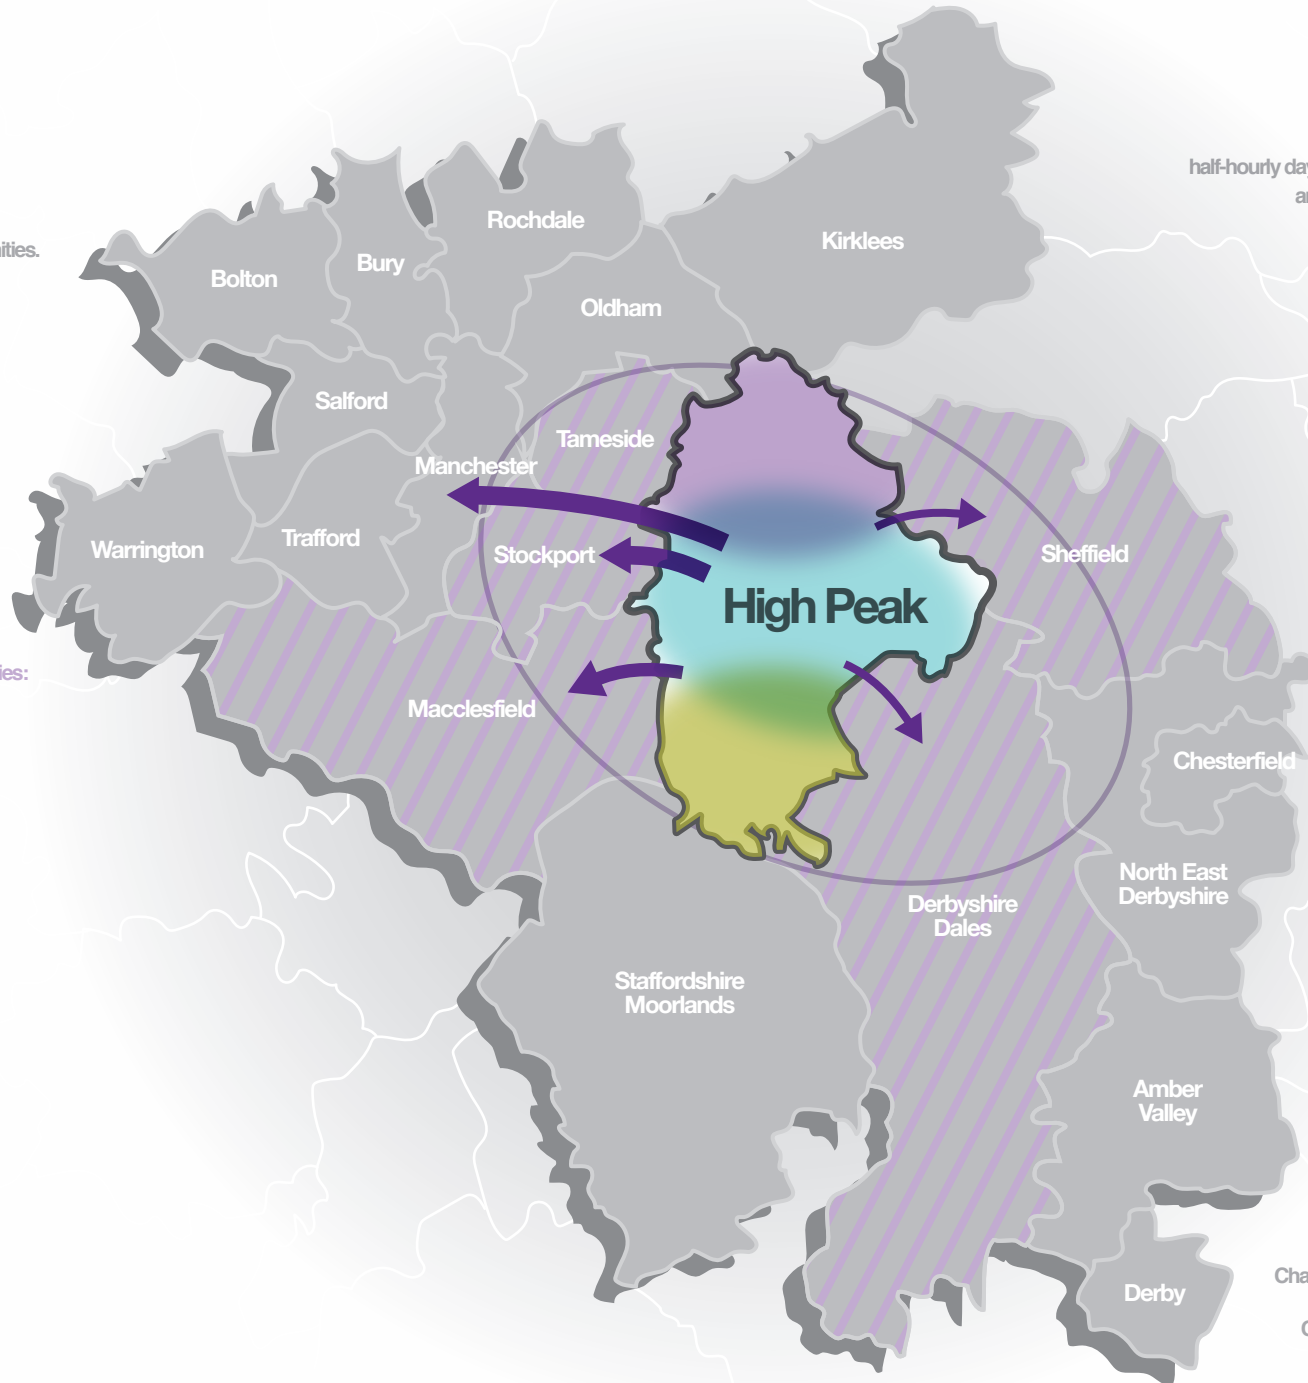 half-hourly day
Rochdale
Kirklees
ities.
Bury
Bolton
Oldham
Salford
Tameside
Manchester
Trafford
Warrington
Stockport
Sheffield
High Peak
ies:
Macclesfield
Chesterfield
North East
Derbyshire
Derbyshire
Dales
Staffordshire
Moorlands
Amber
Valley
Cha
Derby